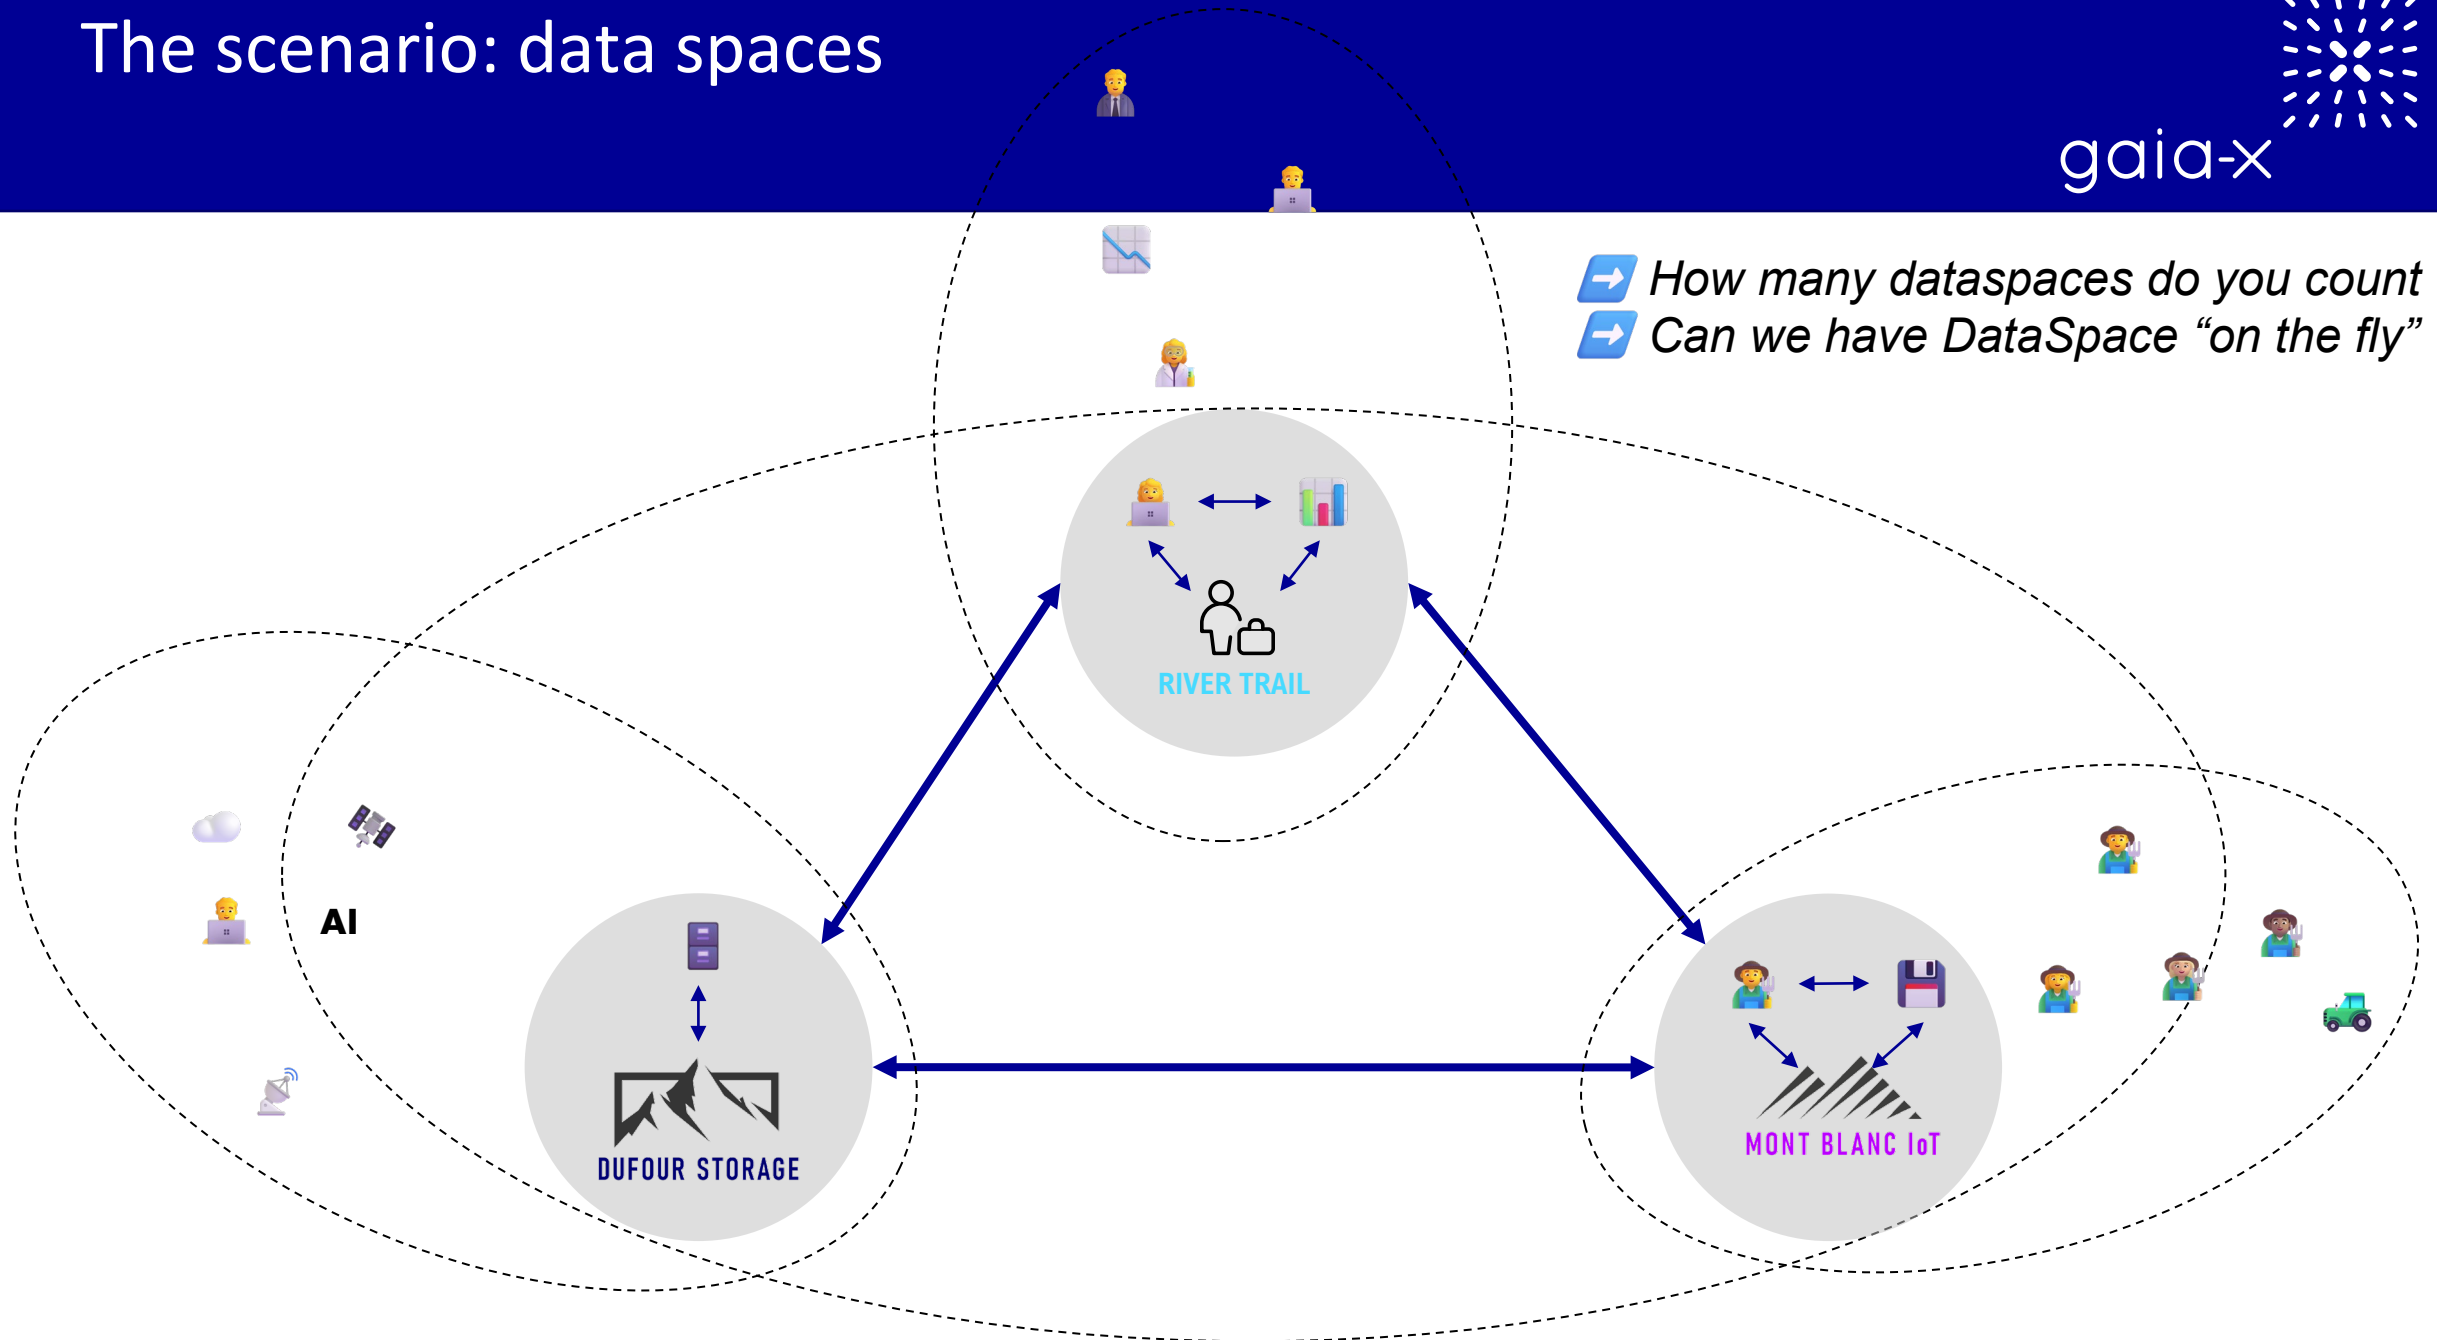 The scenario: data spaces
gaia-x
How many dataspaces do you count
Can we have DataSpace “on the fly”
RIVER TRAIL
AI
DUFOUR STORAGE
MONT BLANC IoT